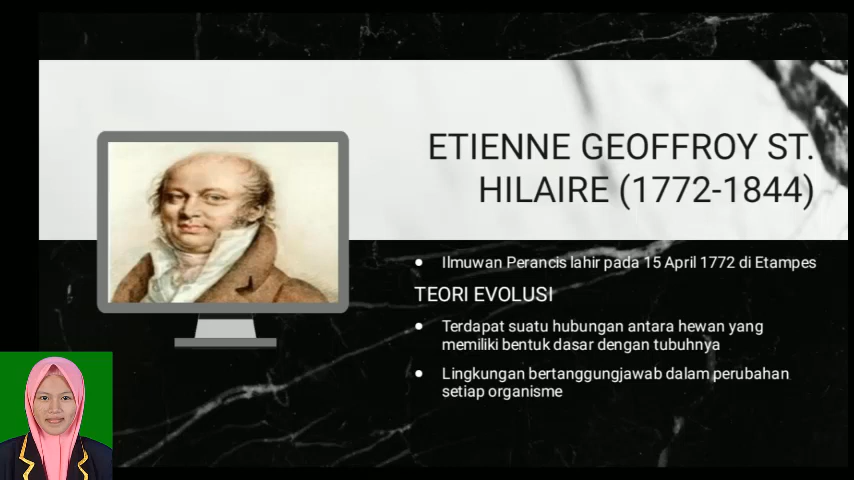 ETIENNE GEOFFROY ST.
HILAIRE (1772-1844)
● Ilmuwan Perancis lahir pada 15 April 1772 di Etampes
TEORI EVOLUSI
● Terdapat suatu hubungan antara hewan yang
memiliki bentuk dasar dengan tubuhnya
● Lingkungan bertanggungjawab dalam perubahan
setiap organisme